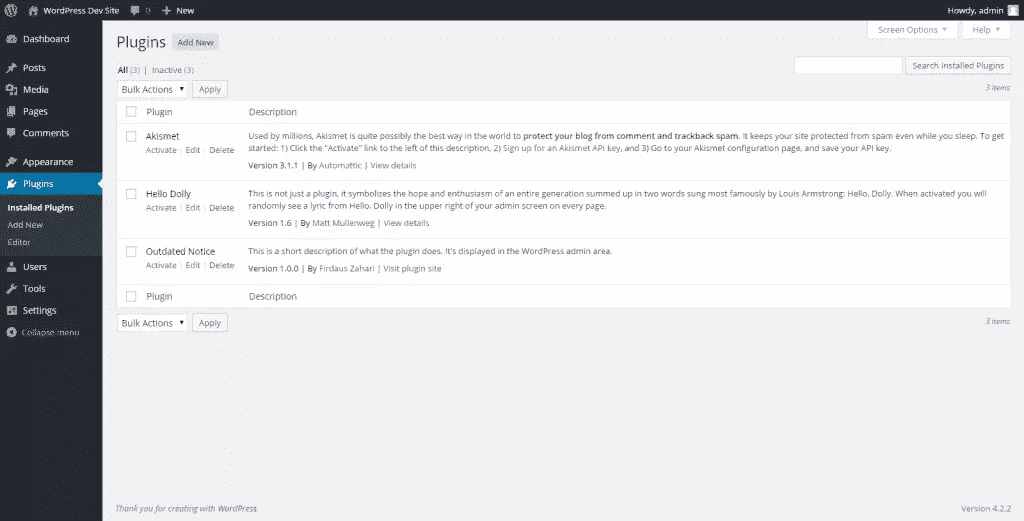 WordPress Dev Site 0 New Howdy, admin
Screen Options Help
Dashboard
Posts
Media
Pages
Comments
Appearance
Plugins
Installed Plugins
Add New
Editor
Users
Tools
Settings
Collapse menu
Plugins Add New
All (3) | Inactive (3)
Search Installed Plugins
Bulk Actions Apply
3 items
Plugin Description
Akismet
Activate | Edit | Delete
Used by millions, Akismet is quite possibly the best way in the world to protect your blog from comment and trackback spam. It keeps your site protected from spam even while you sleep. To get
started: 1) Click the "Activate" link to the left of this description, 2) Sign up for an Akismet API key, and 3) Go to your Akismet configuration page, and save your API key.
Version 3.1.1 | By Automattic | View details
Hello Dolly
Activate | Edit | Delete
This is not just a plugin, it symbolizes the hope and enthusiasm of an entire generation summed up in two words sung most famously by Louis Armstrong: Hello, Dolly. When activated you will
randomly see a lyric from Hello, Dolly in the upper right of your admin screen on every page.
Version 1.6 | By Matt Mullenweg | View details
Outdated Notice
Activate | Edit | Delete
This is a short description of what the plugin does. It's displayed in the WordPress admin area.
Version 1.0.0 | By Firdaus Zahari | Visit plugin site
Plugin Description
Bulk Actions Apply
3 items
Thank you for creating with WordPress.
Version 4.2.2